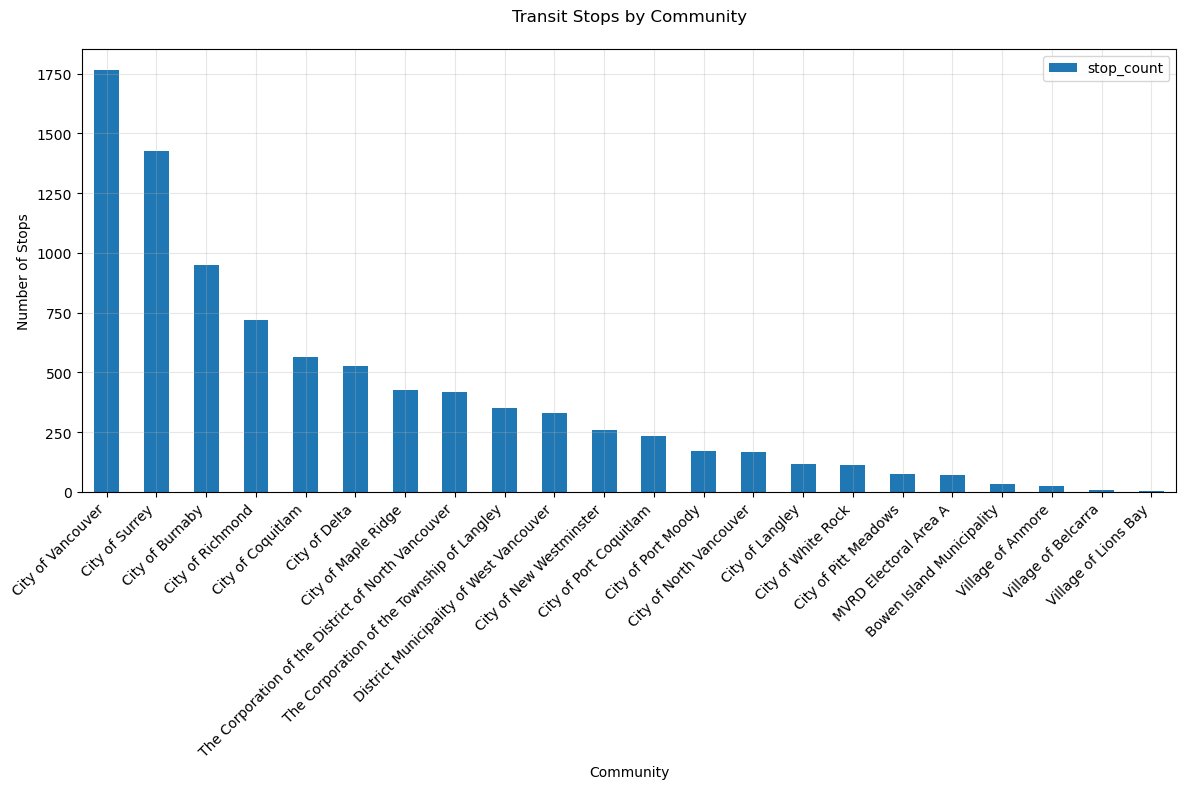 Transit Stops by Community
stop_count
Number of Stops
1750
1500
1250
1000
750
500
250
0
City of Vancouver
City of Surrey
City of Burnaby
City of Richmond
City of Coquitlam
City of Delta
City of Maple Ridge
The Corporation of the District of North Vancouver
The Corporation of the Township of Langley
District Municipality of West Vancouver
City of New Westminster
City of Port Coquitlam
City of Port Moody
City of North Vancouver
City of Langley
City of White Rock
City of Pitt Meadows
MVRD Electoral Area A
Bowen Island Municipality
Village of Anmore
Village of Belcarra
Village of Lions Bay
Community